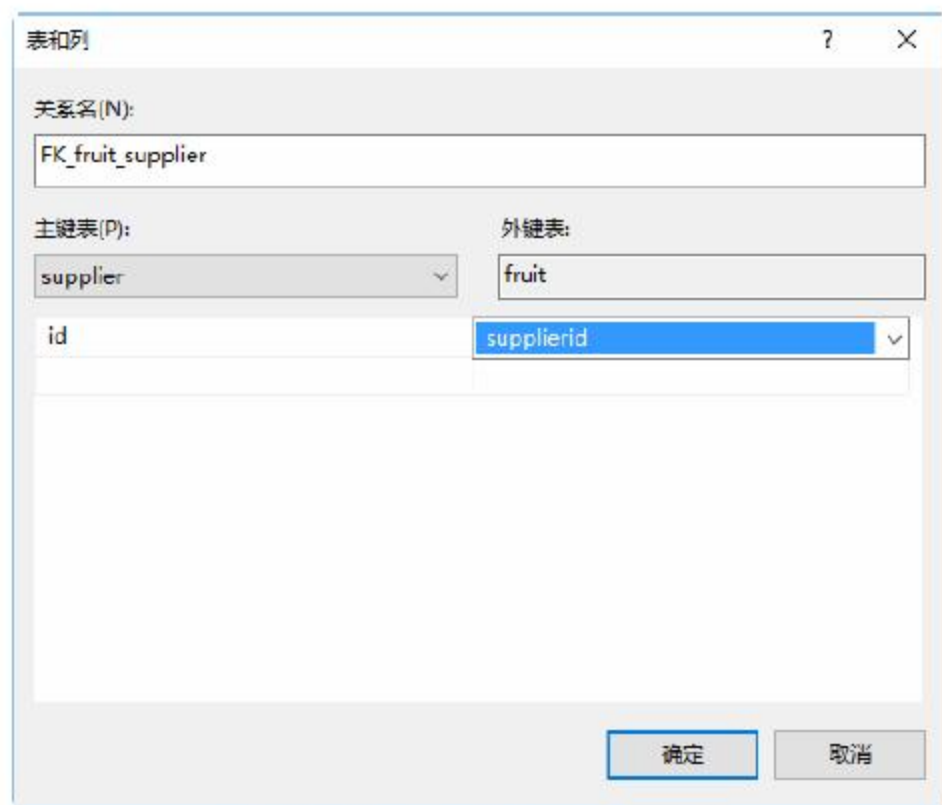 表和列
关系名(N):
FK_fruit_supplier
主键表(P):
外键表:
supplier
fruit
id
supplierid
确定
取消